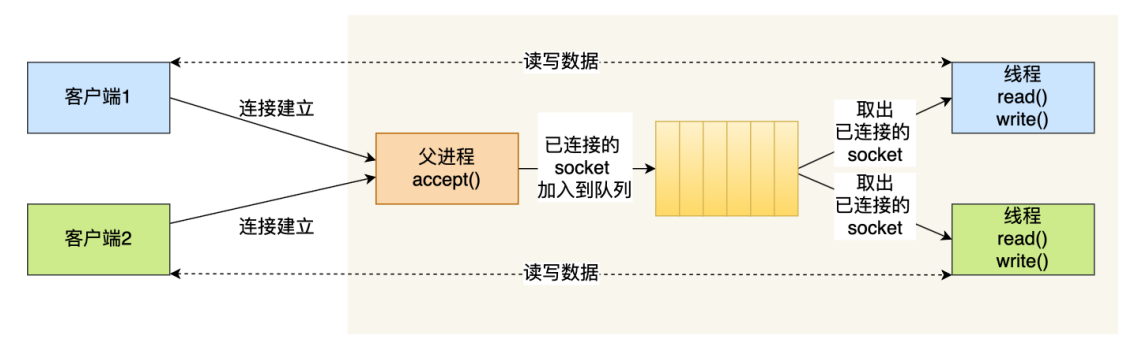 读写数据
客户端1
连接建立
父进程
accept()
已连接的
socket
加入到队列
取出
已连接的
socket
线程
read()
write()
客户端2
连接建立
取出
已连接的
socket
线程
read()
write()
读写数据